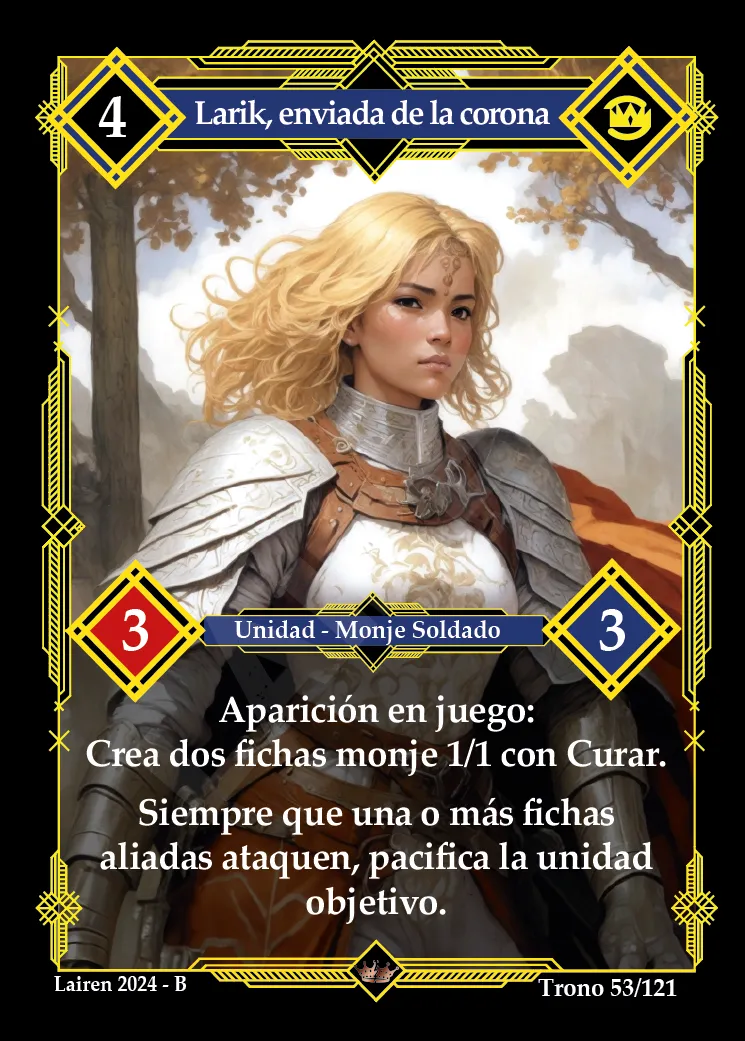 4
Larik, enviada de la corona
3
Unidad - Monje Soldado
3
Aparición en juego:
Crea dos fichas monje 1/1 con Curar.
Siempre que una o más fichas
aliadas ataquen, pacifica la unidad
objetivo.
Lairen 2024 - B
Trono 53/121